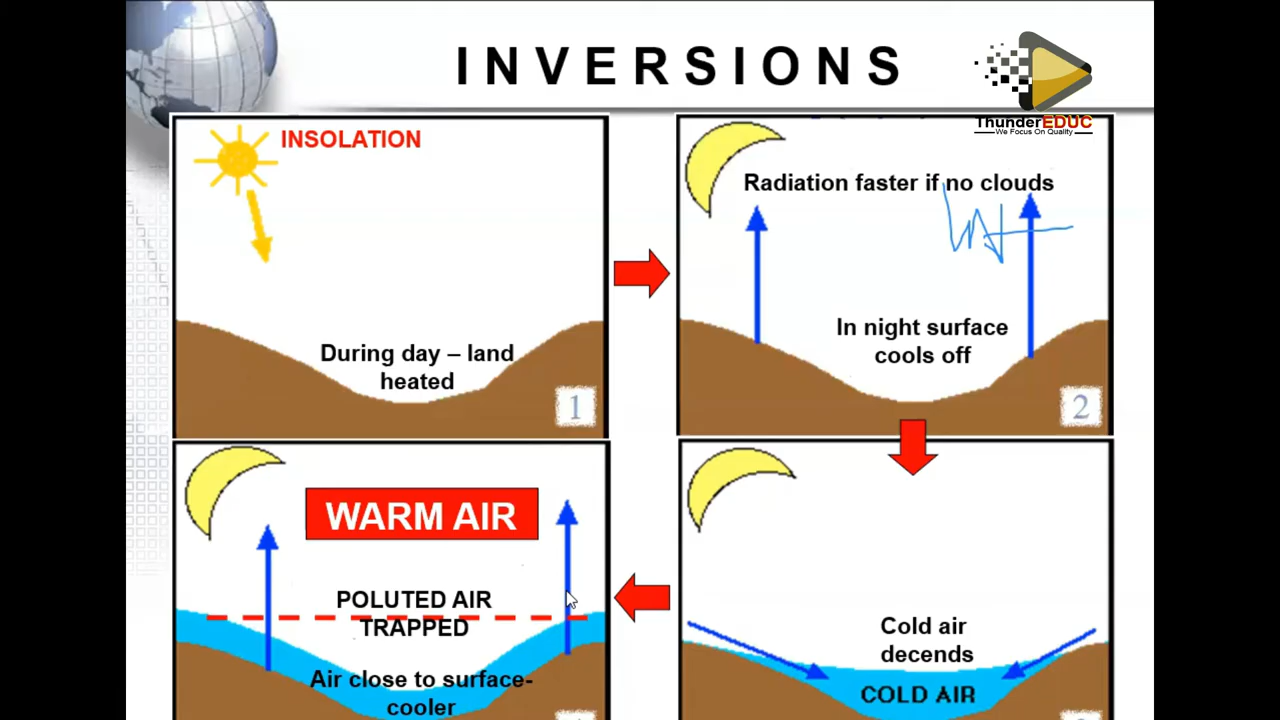 INVERSIONS
ThunderEDUC
We Focus On Quality
INSOLATION
During day – land
heated
1
Radiation faster if no clouds
In night surface
cools off
2
Cold air
decends
COLD AIR
WARM AIR
POLUTED AIR
TRAPPED
Air close to surface-
cooler